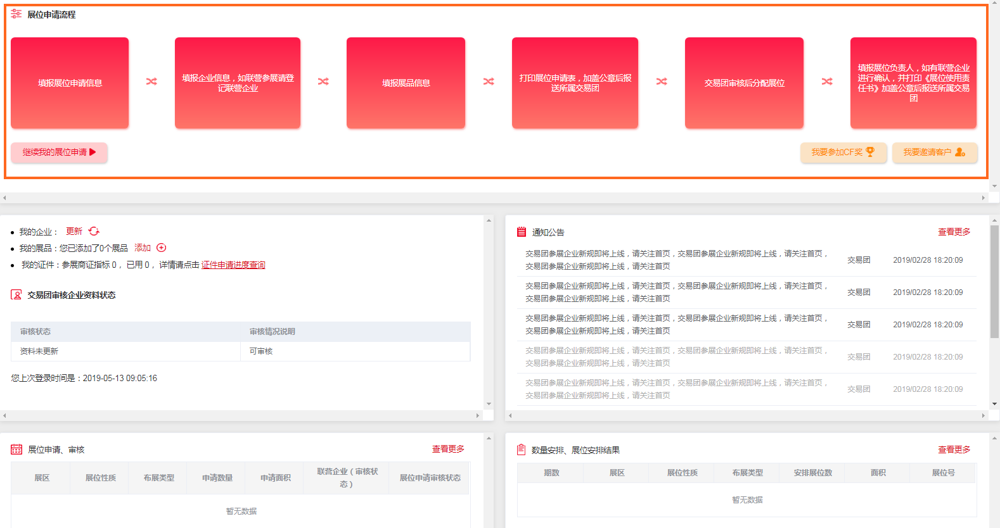 展位申请流程
填报展位申请信息
填报企业信息，如联营参展请登
记联营企业
填报展品信息
打印展位申请表，加盖公章后报
送所属交易团
交易团审核后分配展位
填报展位负责人，如有联营企业
进行确认，并打印《展位使用责
任书》加盖公章后报送所属交易
团
继续我的展位申请
我要参加CF奖
我要邀请客户
我的企业： 更新
我的展品：您已添加了0个展品 添加
我的证件：参展商证指标 0， 已用 0， 详情请点击 证件申请进度查询
交易团审核企业资料状态
审核状态 审核情况说明
资料未更新 可审核
您上次登录时间是：2019-05-13 09:05:16
通知公告 查看更多
交易团参展企业新规即将上线，请关注首页，交易团参展企业新规即将上线，请关注首页，
交易团参展企业新规即将上线，请关注首页
交易团 2019/02/28 18:20:09
交易团参展企业新规即将上线，请关注首页，交易团参展企业新规即将上线，请关注首页，
交易团参展企业新规即将上线，请关注首页
交易团 2019/02/28 18:20:09
交易团参展企业新规即将上线，请关注首页，交易团参展企业新规即将上线，请关注首页，
交易团参展企业新规即将上线，请关注首页
交易团 2019/02/28 18:20:09
交易团参展企业新规即将上线，请关注首页，交易团参展企业新规即将上线，请关注首页，
交易团参展企业新规即将上线，请关注首页
交易团 2019/02/28 18:20:09
交易团参展企业新规即将上线，请关注首页，交易团参展企业新规即将上线，请关注首页，
交易团参展企业新规即将上线，请关注首页
交易团 2019/02/28 18:20:09
展位申请、审核 查看更多
展区 展位性质 布展类型 申请数量 申请面积 联营企业（审核状
态） 展位申请审核状态
暂无数据
数量安排、展位安排结果 查看更多
期数 展区 展位性质 布展类型 安排展位数 面积 展位号
暂无数据